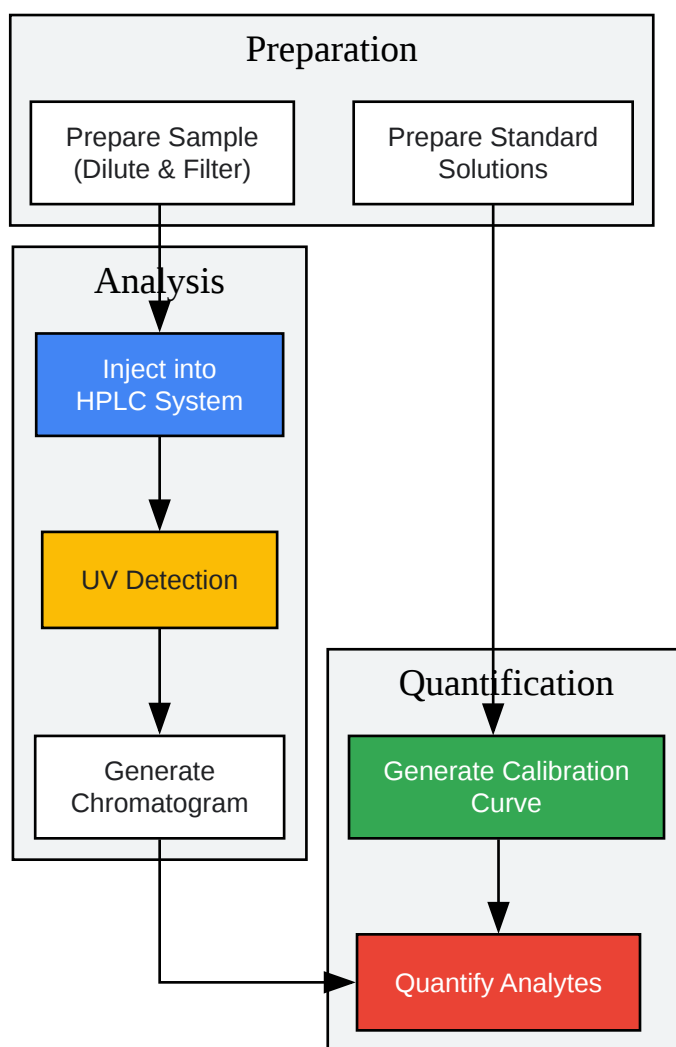 Preparation
Prepare Sample
(Dilute & Filter)
Prepare Standard
Solutions
Analysis
Inject into
HPLC System
UV Detection
Generate
Chromatogram
Quantification
Generate Calibration
Curve
Quantify Analytes